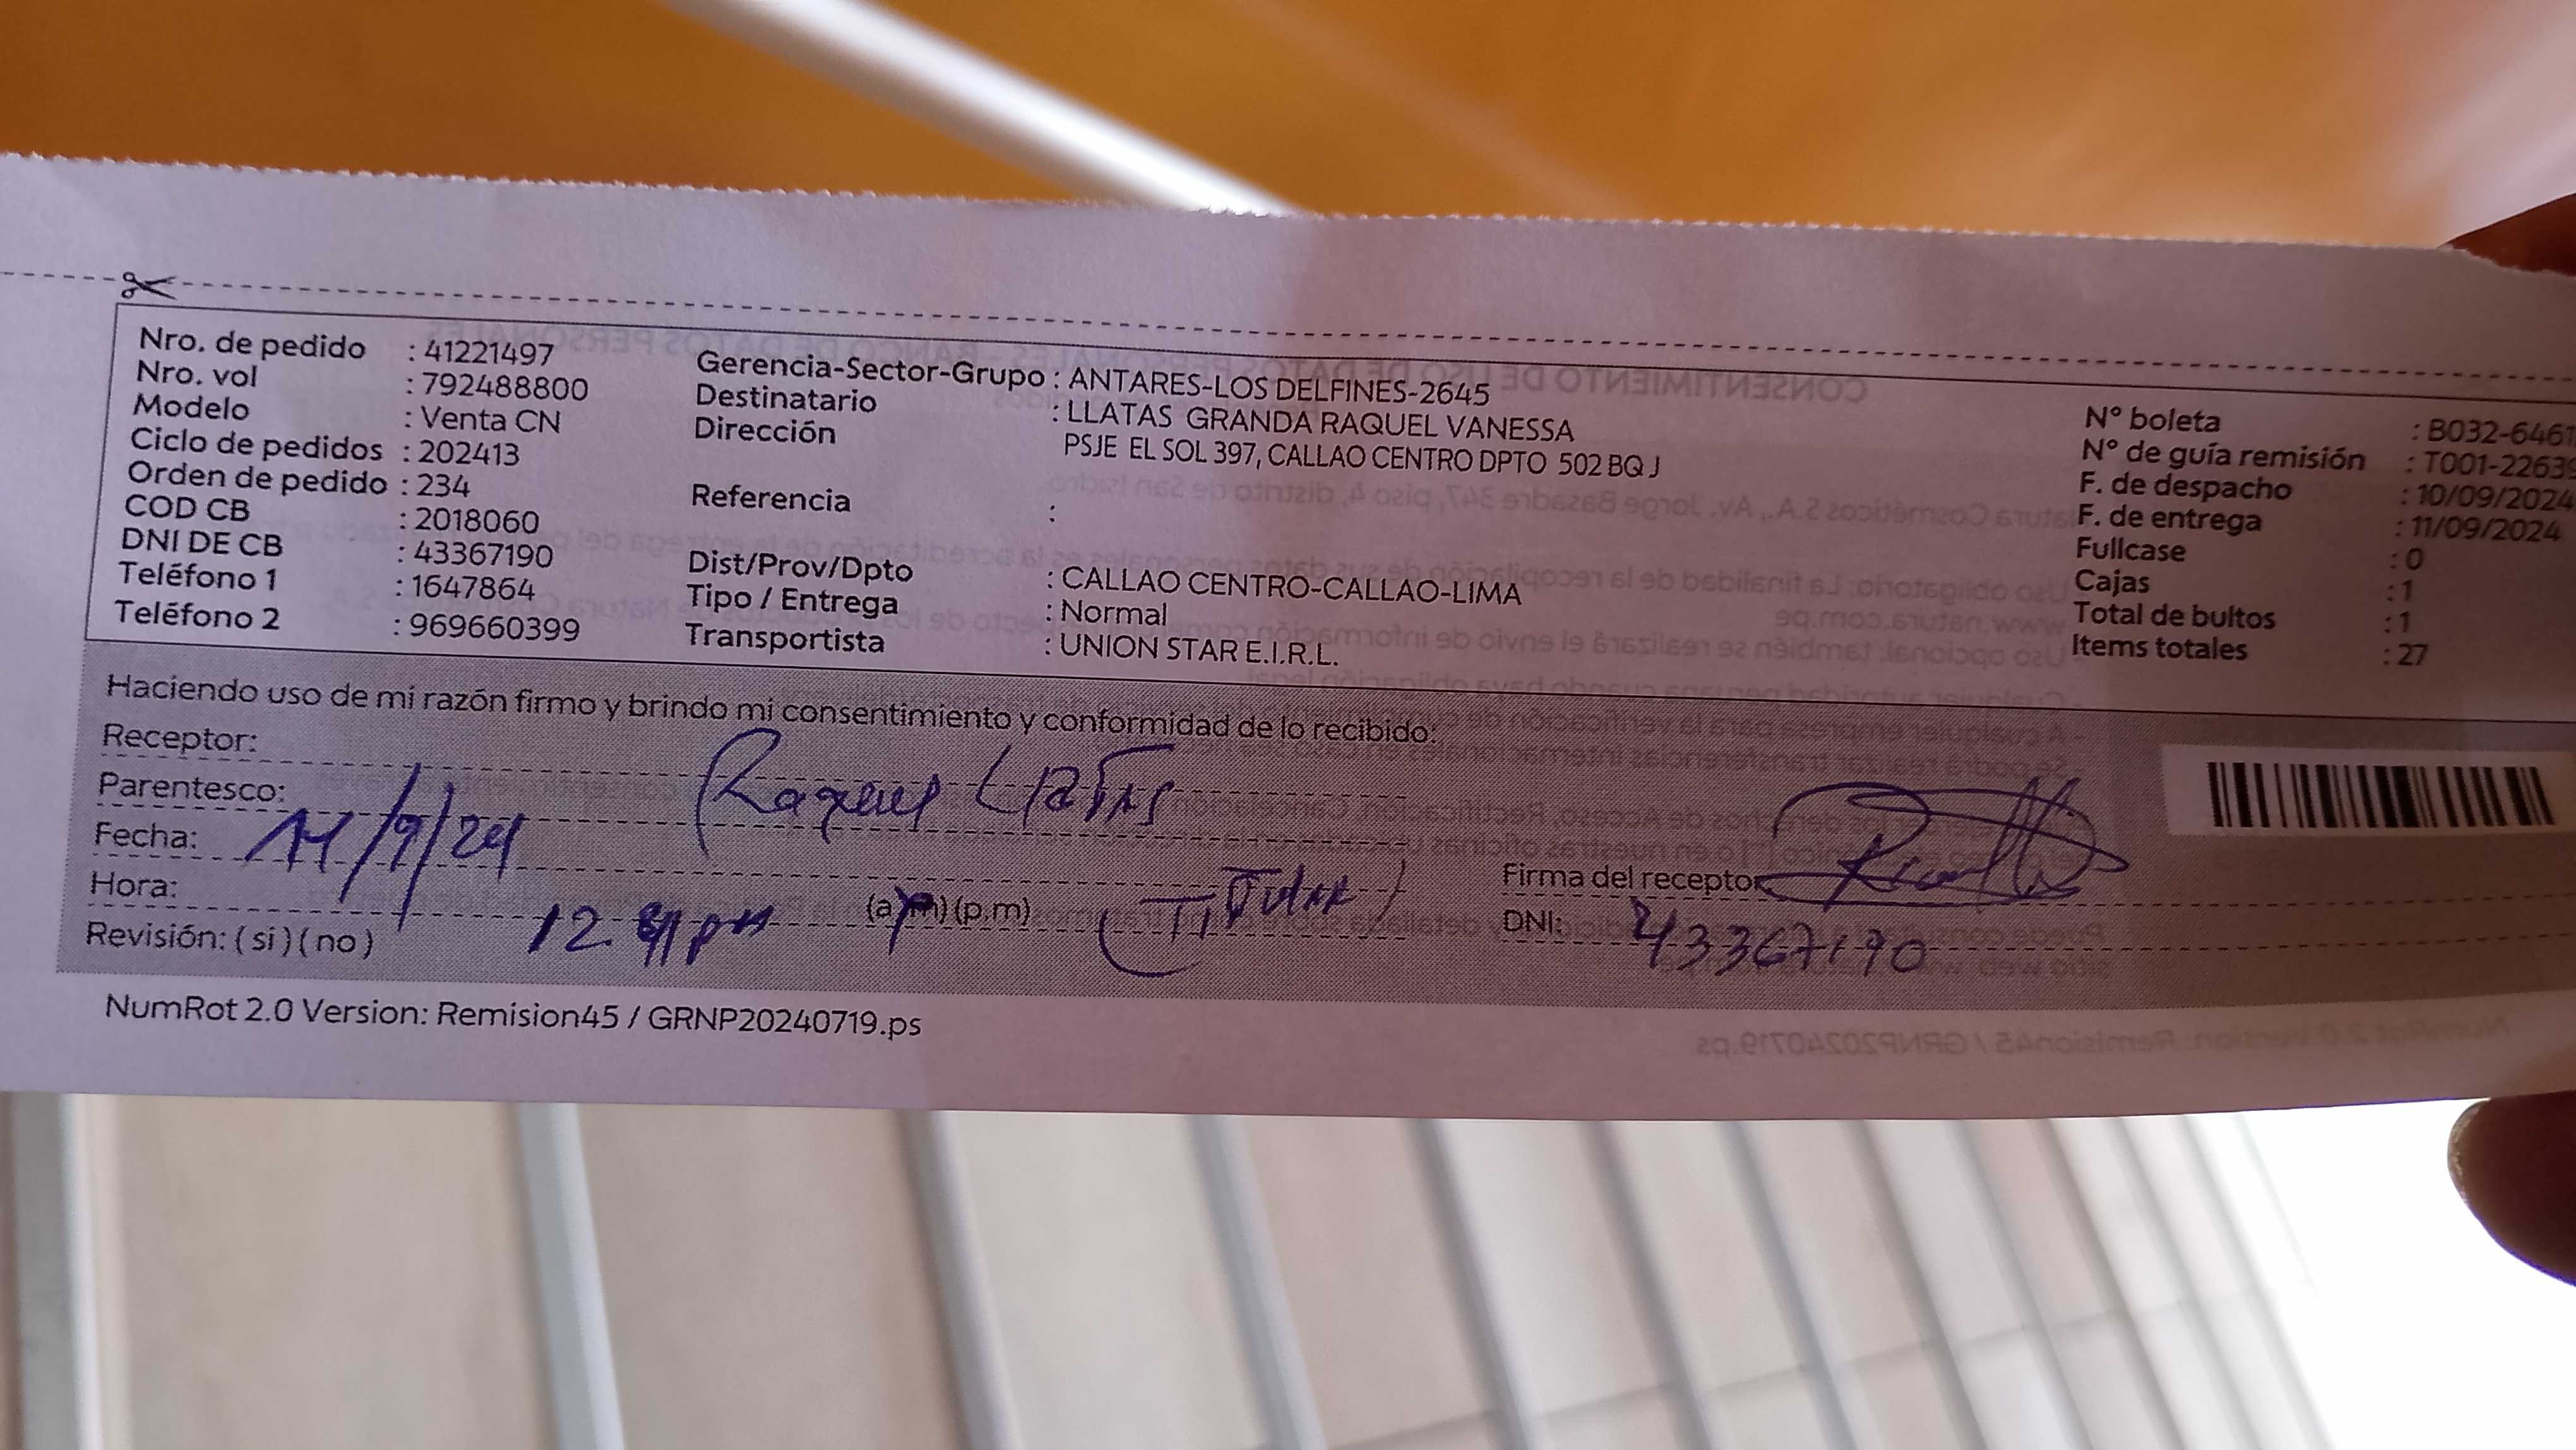 Nro. de pedido : 41221497
Nro. vol : 792488800
Modelo : Venta CN
Ciclo de pedidos : 202413
Orden de pedido : 234
COD CB : 2018060
DNI DE CB : 43367190
Teléfono 1 : 1647864
Teléfono 2 : 969660399
Gerencia-Sector-Grupo : ANTARES-LOS DELFINES-2645
Destinatario : LLATAS GRANDA RAQUEL VANESSA
Dirección PSJE EL SOL 397, CALLAO CENTRO DPTO 502 BQ J
Referencia :
Dist/Prov/Dpto : CALLAO CENTRO-CALLAO-LIMA
Tipo / Entrega : Normal
Transportista : UNION STAR E.I.R.L.
N° boleta : B032-6461
N° de guía remisión : T001-22639
F. de despacho : 10/09/2024
F. de entrega : 11/09/2024
Fullcase : 0
Cajas : 1
Total de bultos : 1
Items totales : 27
Haciendo uso de mi razón firmo y brindo mi consentimiento y conformidad de lo recibido:
Receptor: Raquel Llatas
Parentesco: (Titular)
Fecha: 11/9/24
Hora: 12. pm (a.m) (p.m)
Revisión: ( si ) ( no )
Firma del receptor
DNI: 43367190
NumRot 2.0 Version: Remision45 / GRNP20240719.ps